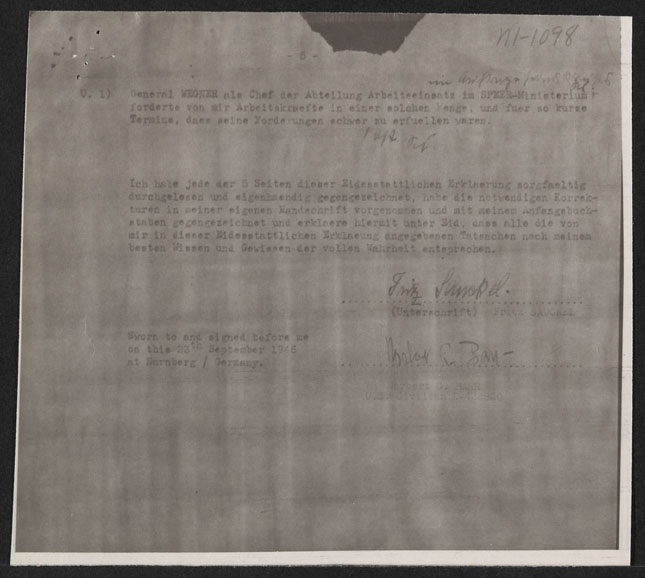 NI-1098
- 5 -
U. 1) General WEGNER als Chef der Abteilung Arbeitseinsatz im SPEER-Ministerium
forderte von mir Arbeitskraefte in einer solchen Menge, und fuer so kurze
Termine, dass seine Forderungen schwer zu erfuellen waren.
oft
Ich habe jede der 5 Seiten dieser Eidesstattlichen Erklaerung sorgfaeltig
durchgelesen und eigenhaendig gegengezeichnet, habe die notwendigen Korrek-
turen in meiner eigenen Handschrift vorgenommen und mit meinen Anfangsbuch-
staben gegengezeichnet und erklaere hiermit unter Eid, dass alle die von
mir in dieser Eidesstattlichen Erklaerung angegebenen Tatsachen nach meinem
besten Wissen und Gewissen der vollen Wahrheit entsprechen.
Fritz Sauckel.
(Unterschrift) Fritz SAUCKEL
Sworn to and signed before me
on this 23th September 1946
at Nurnberg / Germany.